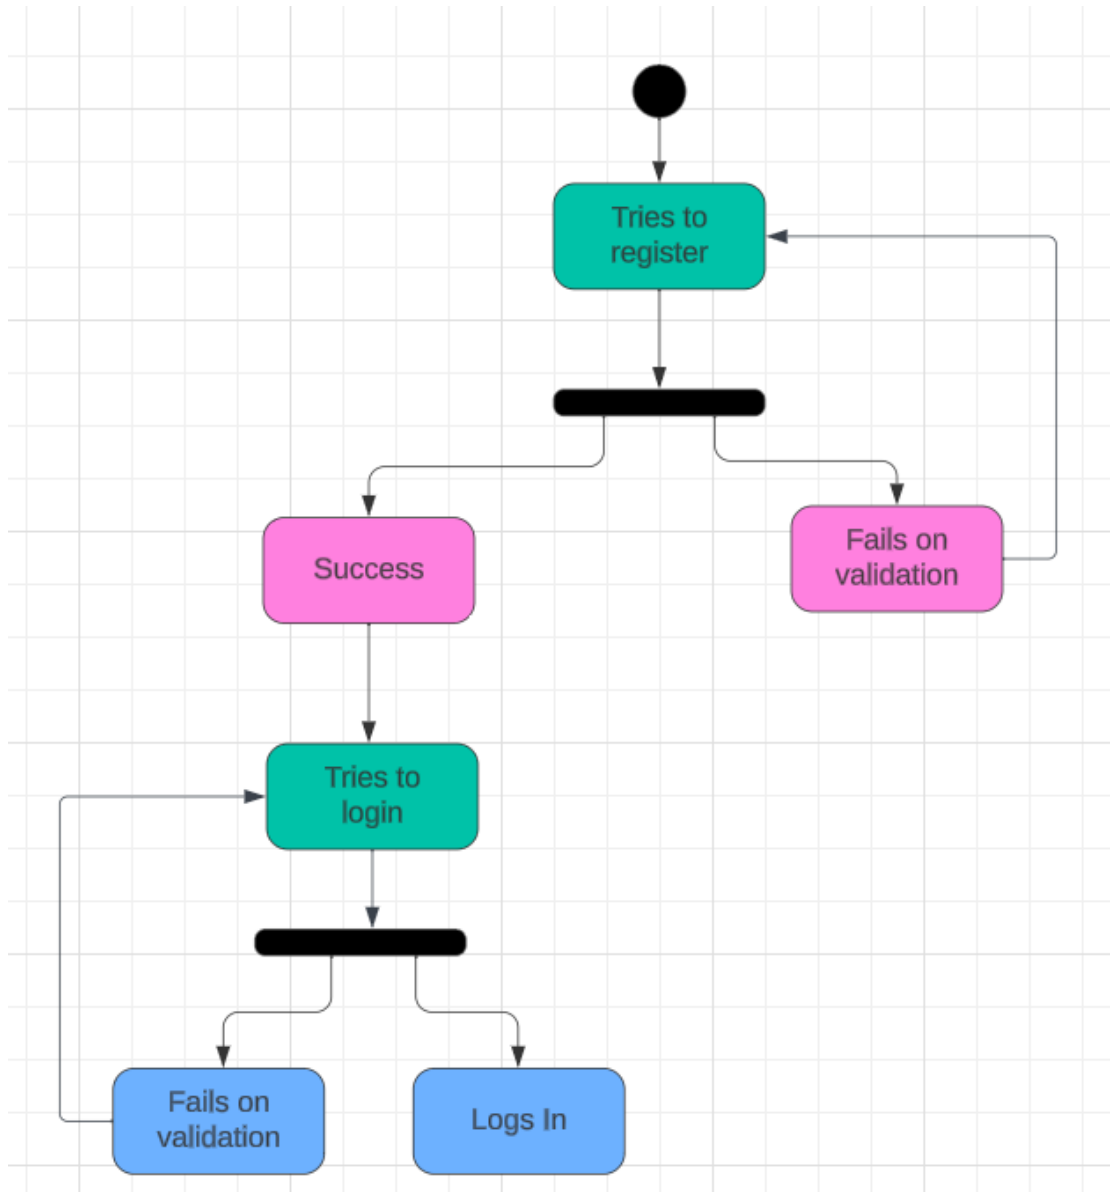 Tries to
register
Success
Fails on
validation
Tries to
login
Fails on
validation
Logs In